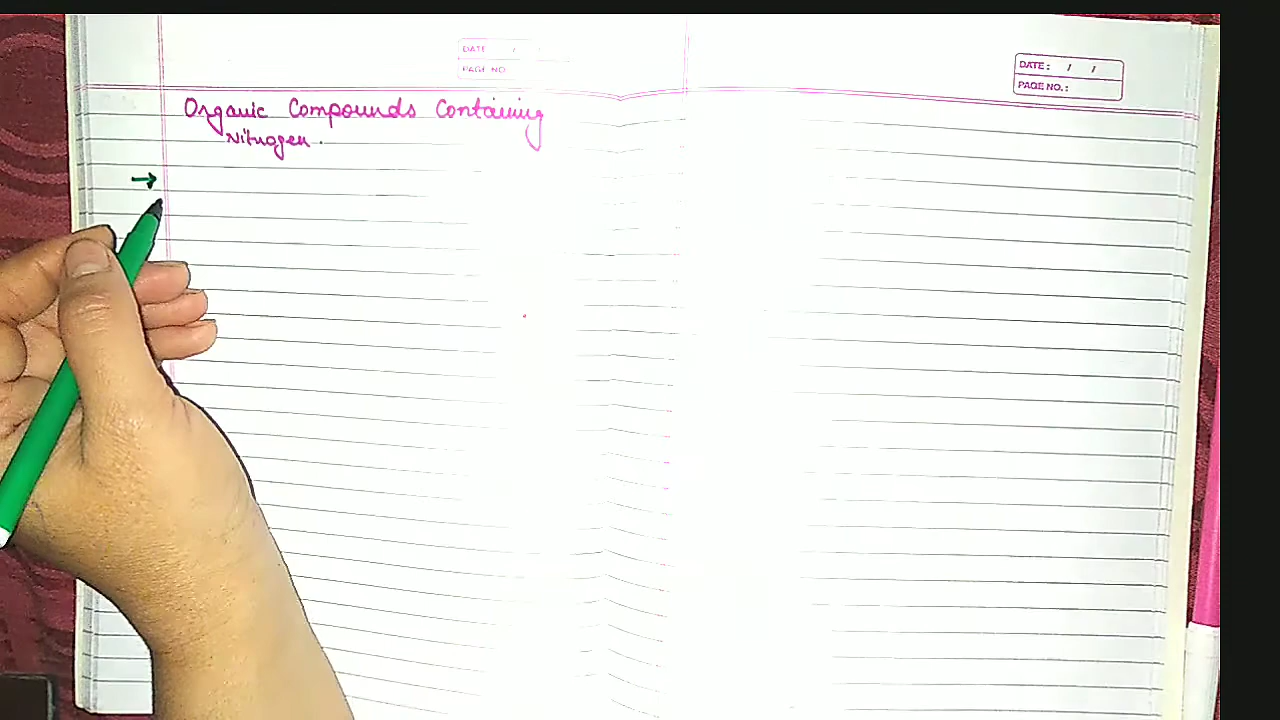 DATE / /
PAGE NO.
DATE: / /
PAGE NO.:
Organic Compounds Containing
Nitrogen.
→